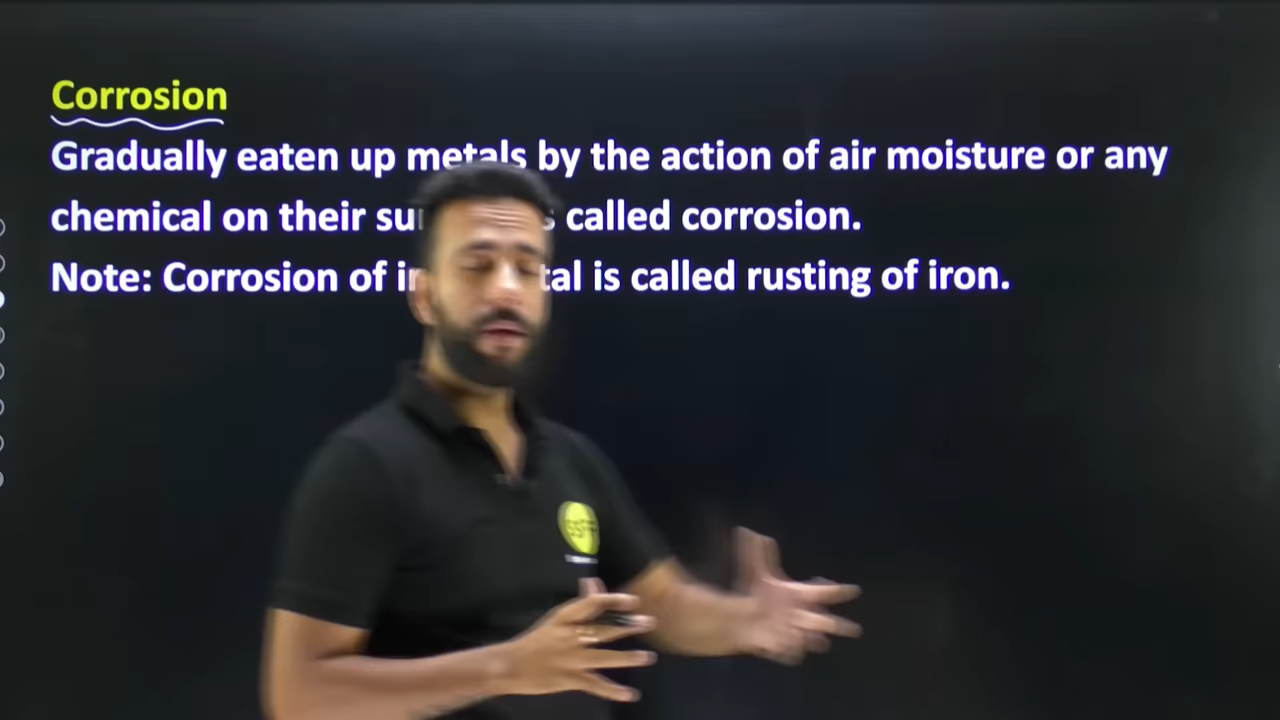 Corrosion
Gradually eaten up metals by the action of air moisture or any
chemical on their called corrosion.
Note: Corrosion of is called rusting of iron.